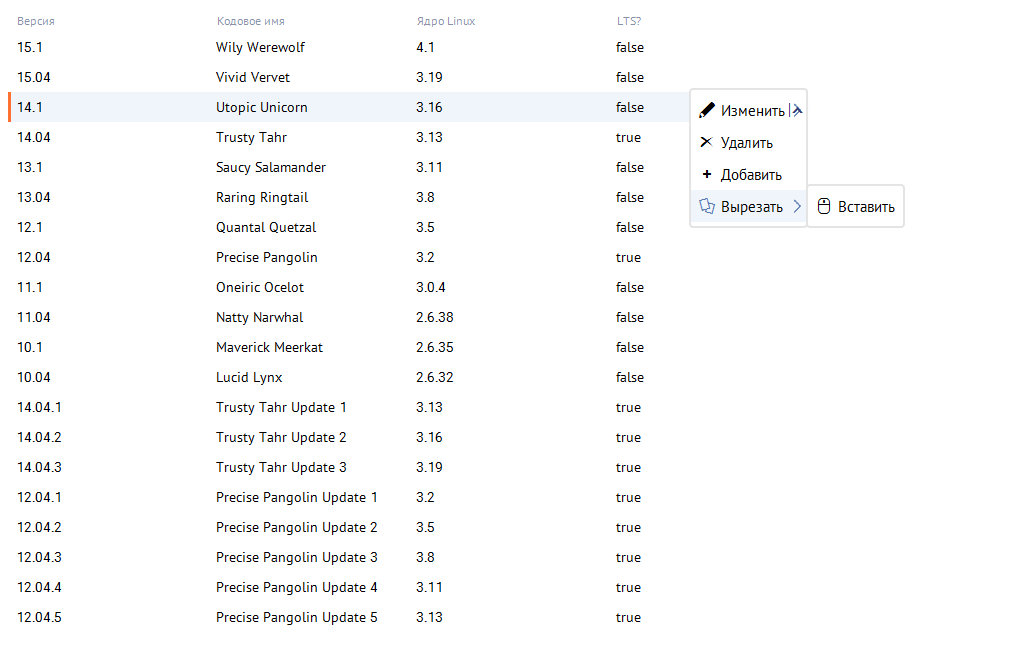 Версия Кодовое имя Ядро Linux LTS?
15.1 Wily Werewolf 4.1 false
15.04 Vivid Vervet 3.19 false
14.1 Utopic Unicorn 3.16 false Изменить
14.04 Trusty Tahr 3.13 true Удалить
13.1 Saucy Salamander 3.11 false Добавить
13.04 Raring Ringtail 3.8 false Вырезать Вставить
12.1 Quantal Quetzal 3.5 false
12.04 Precise Pangolin 3.2 true
11.1 Oneiric Ocelot 3.0.4 false
11.04 Natty Narwhal 2.6.38 false
10.1 Maverick Meerkat 2.6.35 false
10.04 Lucid Lynx 2.6.32 false
14.04.1 Trusty Tahr Update 1 3.13 true
14.04.2 Trusty Tahr Update 2 3.16 true
14.04.3 Trusty Tahr Update 3 3.19 true
12.04.1 Precise Pangolin Update 1 3.2 true
12.04.2 Precise Pangolin Update 2 3.5 true
12.04.3 Precise Pangolin Update 3 3.8 true
12.04.4 Precise Pangolin Update 4 3.11 true
12.04.5 Precise Pangolin Update 5 3.13 true